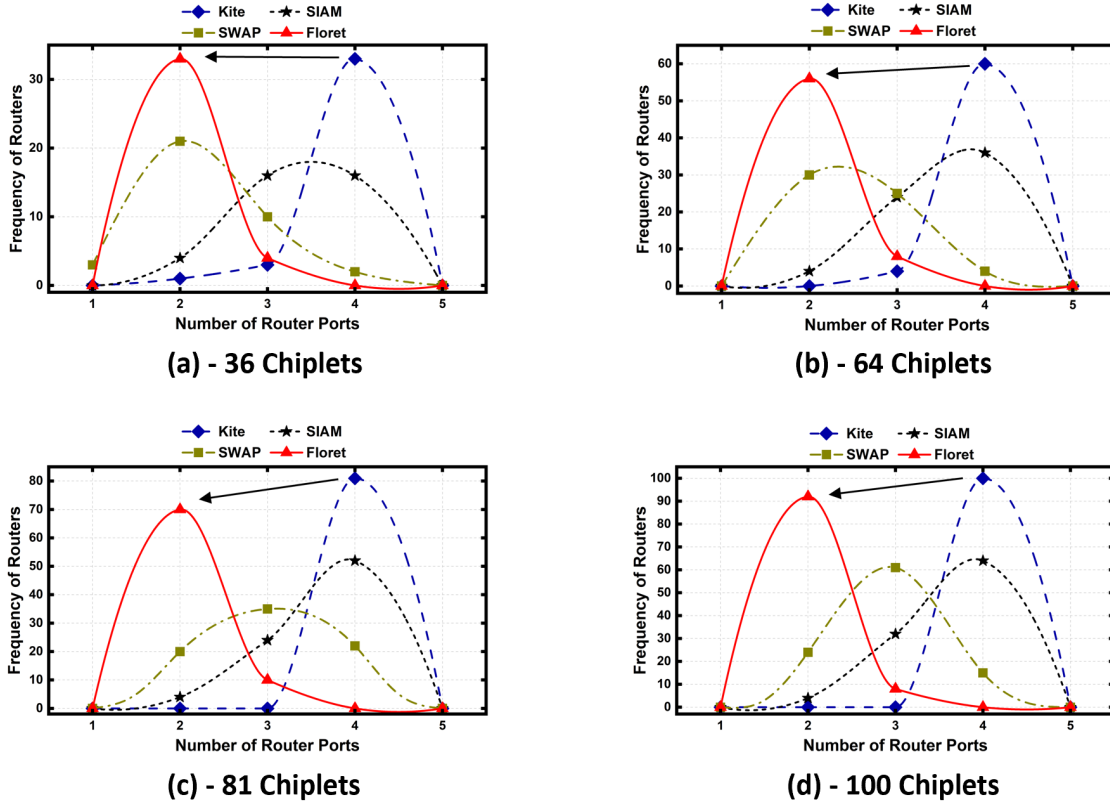 Kite SIAM
SWAP Floret
Frequency of Routers
30
20
10
0
1 2 3 4 5
Number of Router Ports
(a) - 36 Chiplets
Kite SIAM
SWAP Floret
Frequency of Routers
60
50
40
30
20
10
0
1 2 3 4 5
Number of Router Ports
(b) - 64 Chiplets
Kite SIAM
SWAP Floret
Frequency of Routers
80
70
60
50
40
30
20
10
0
1 2 3 4 5
Number of Router Ports
(c) - 81 Chiplets
Kite SIAM
SWAP Floret
Frequency of Routers
100
90
80
70
60
50
40
30
20
10
0
1 2 3 4 5
Number of Router Ports
(d) - 100 Chiplets